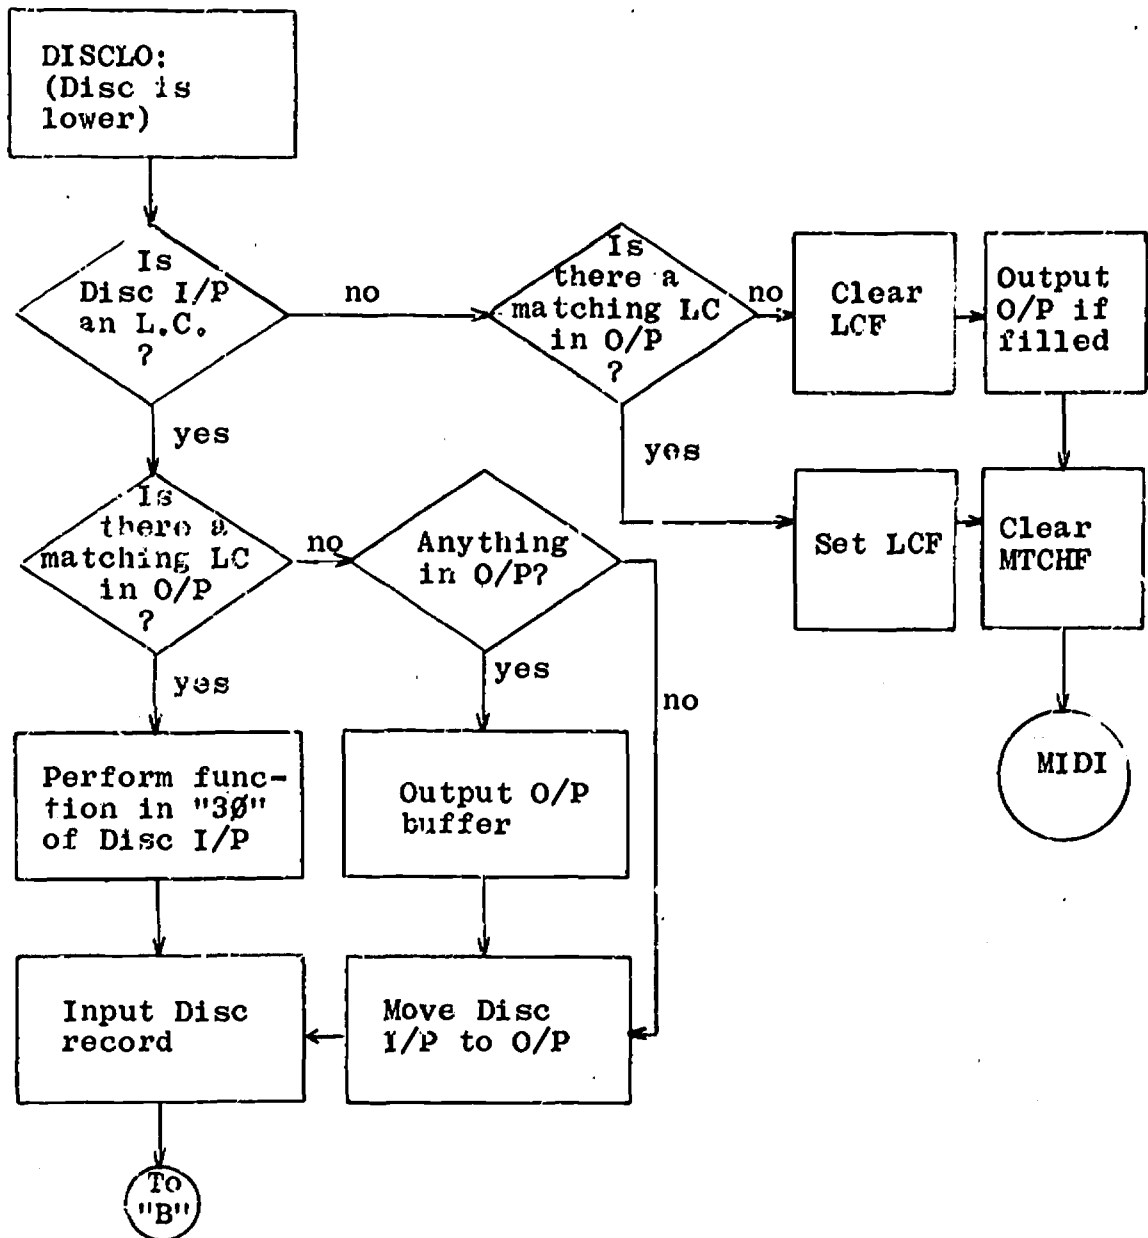 DISCLO:
(Disc is
lower)
Is
Disc I/P
an L.C.
?
no
Is
there a
matching LC
in O/P
?
no
Clear
LCF
Output
O/P if
filled
yes
yes
Is
there a
matching LC
in O/P
?
no
Anything
in O/P?
Set LCF
Clear
MTCHF
yes
yes
no
MIDI
Perform func-
tion in "3Ø"
of Disc I/P
Output O/P
buffer
Input Disc
record
Move Disc
I/P to O/P
To
"B"